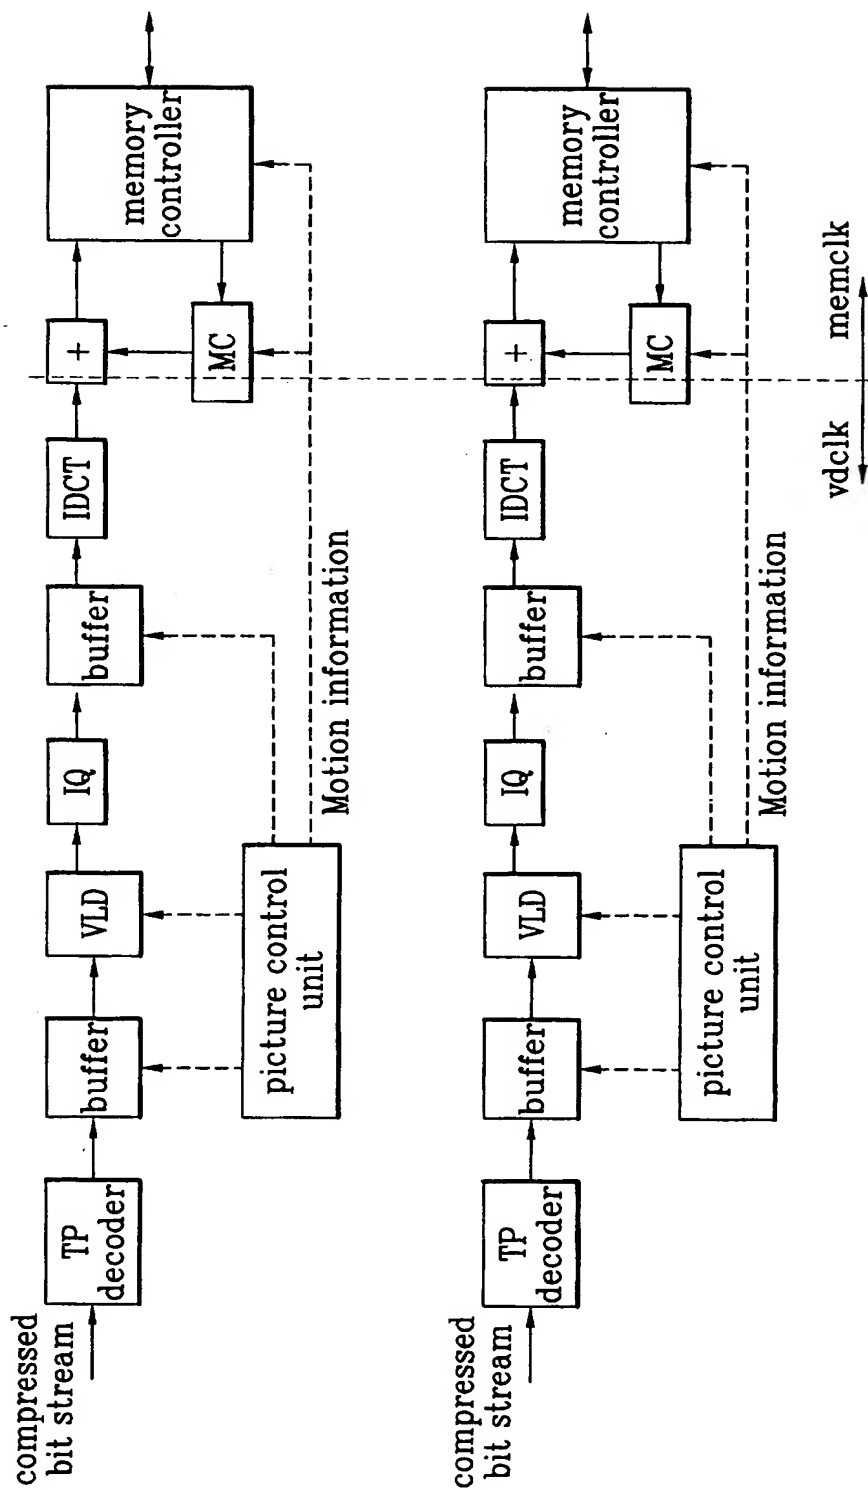 compressed
bit stream
TP
decoder
buffer
VLD
IQ
buffer
IDCT
+
MC
memory
controller
picture control
unit
Motion information
compressed
bit stream
TP
decoder
buffer
VLD
IQ
buffer
IDCT
+
MC
memory
controller
picture control
unit
Motion information
vdclk
memclk